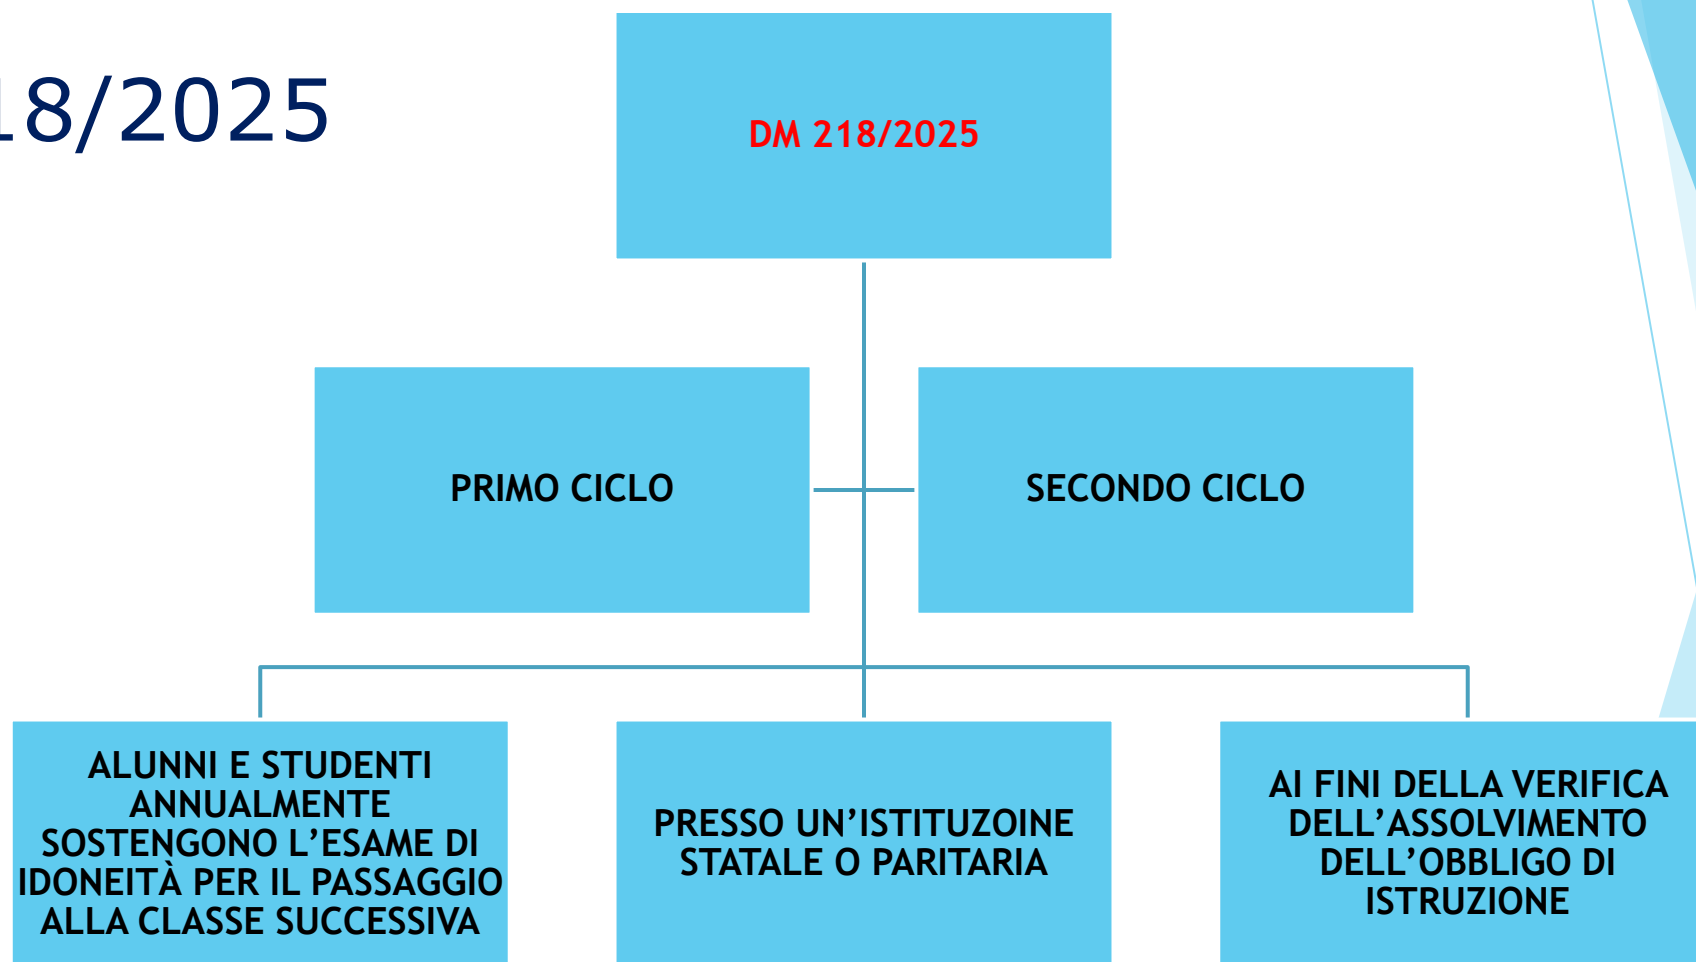 18/2025
DM 218/2025
PRIMO CICLO
SECONDO CICLO
ALUNNI E STUDENTI
ANNUALMENTE
SOSTENGONO L’ESAME DI
IDONEITÀ PER IL PASSAGGIO
ALLA CLASSE SUCCESSIVA
PRESSO UN’ISTITUZOINE
STATALE O PARITARIA
AI FINI DELLA VERIFICA
DELL’ASSOLVIMENTO
DELL’OBBLIGO DI
ISTRUZIONE